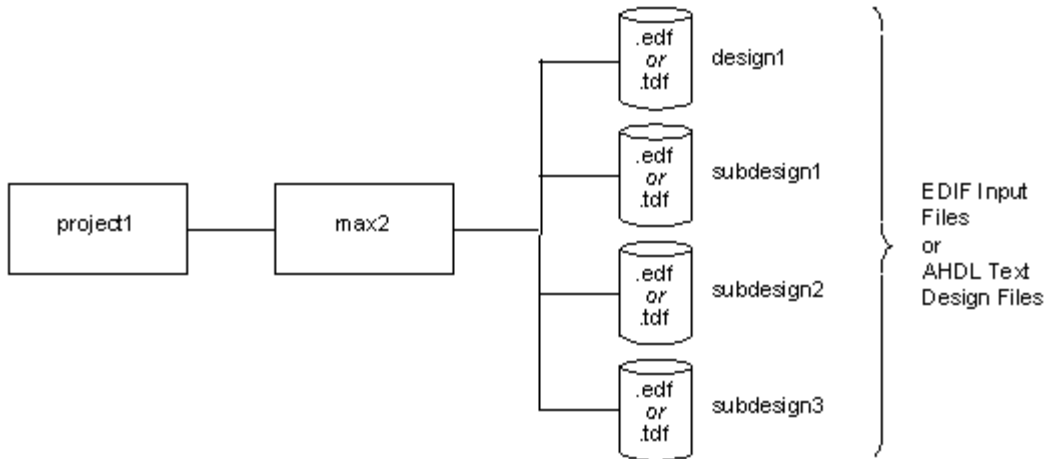 .edf
or
.tdf
design1
.edf
or
.tdf
subdesign1
project1
max2
EDIF Input
Files
or
AHDL Text
Design Files
.edf
or
.tdf
subdesign2
.edf
or
.tdf
subdesign3